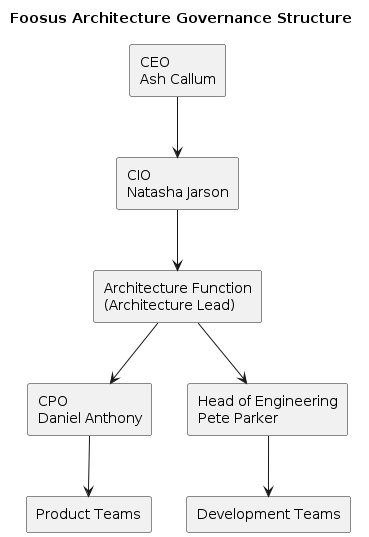 Foosus Architecture Governance Structure
CEO
Ash Callum
CIO
Natasha Jarson
Architecture Function
(Architecture Lead)
CPO
Daniel Anthony
Head of Engineering
Pete Parker
Product Teams
Development Teams